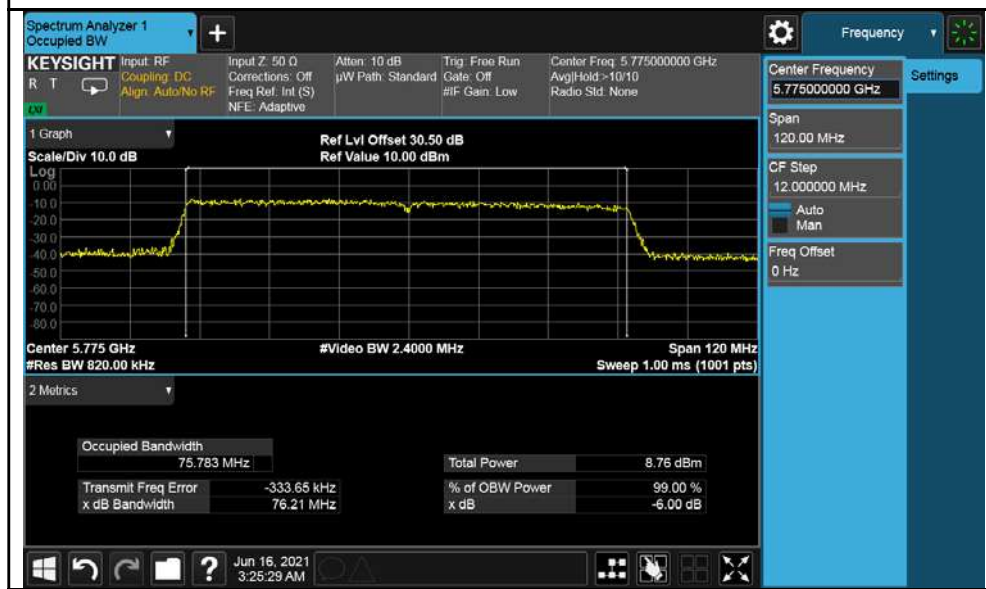 Spectrum Analyzer 1
Occupied BW
+
Frequency
KEYSIGHT Input: RF Input Z: 50 Ω Atten: 10 dB Trig: Free Run Center Freq: 5.775000000 GHz
R T Coupling: DC Corrections: Off µW Path: Standard Gate: Off Avg|Hold:>10/10
Align: Auto/No RF Freq Ref: Int (S) #IF Gain: Low Radio Std: None
LXI NFE: Adaptive
1 Graph
Ref Lvl Offset 30.50 dB
Scale/Div 10.0 dB Ref Value 10.00 dBm
Log
0.00
-10.0
-20.0
-30.0
-40.0
-50.0
-60.0
-70.0
-80.0
Center 5.775 GHz #Video BW 2.4000 MHz Span 120 MHz
#Res BW 820.00 kHz Sweep 1.00 ms (1001 pts)
2 Metrics
Occupied Bandwidth
75.783 MHz Total Power 8.76 dBm
Transmit Freq Error -333.65 kHz % of OBW Power 99.00 %
x dB Bandwidth 76.21 MHz x dB -6.00 dB
?
Jun 16, 2021
3:25:29 AM
Center Frequency
5.775000000 GHz
Settings
Span
120.00 MHz
CF Step
12.000000 MHz
Auto
Man
Freq Offset
0 Hz